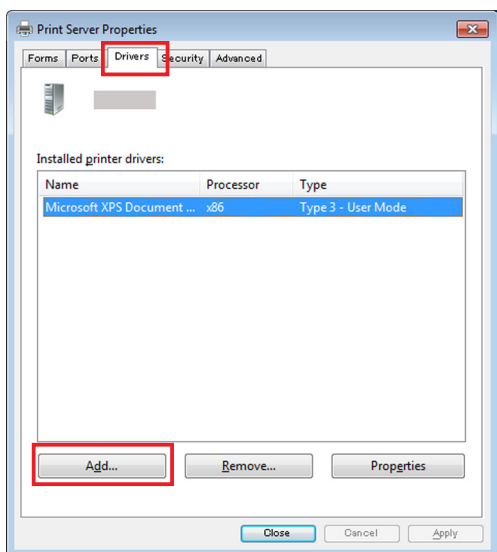 Print Server Properties
Forms Ports Drivers Security Advanced
Installed printer drivers:
Name Processor Type
Microsoft XPS Document ... x86 Type 3 - User Mode
Add... Remove... Properties
Close Cancel Apply